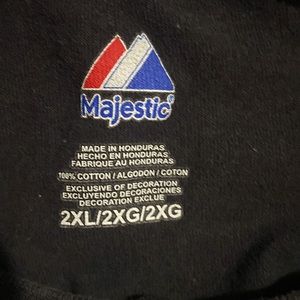 Majestic®
MADE IN HONDURAS
HECHO EN HONDURAS
FABRIQUE AU HONDURAS
100% COTTON / ALGODON / COTON
EXCLUSIVE OF DECORATION
EXCLUYENDO DECORACIONES
DECORATION EXCLUE
2XL/2XG/2XG